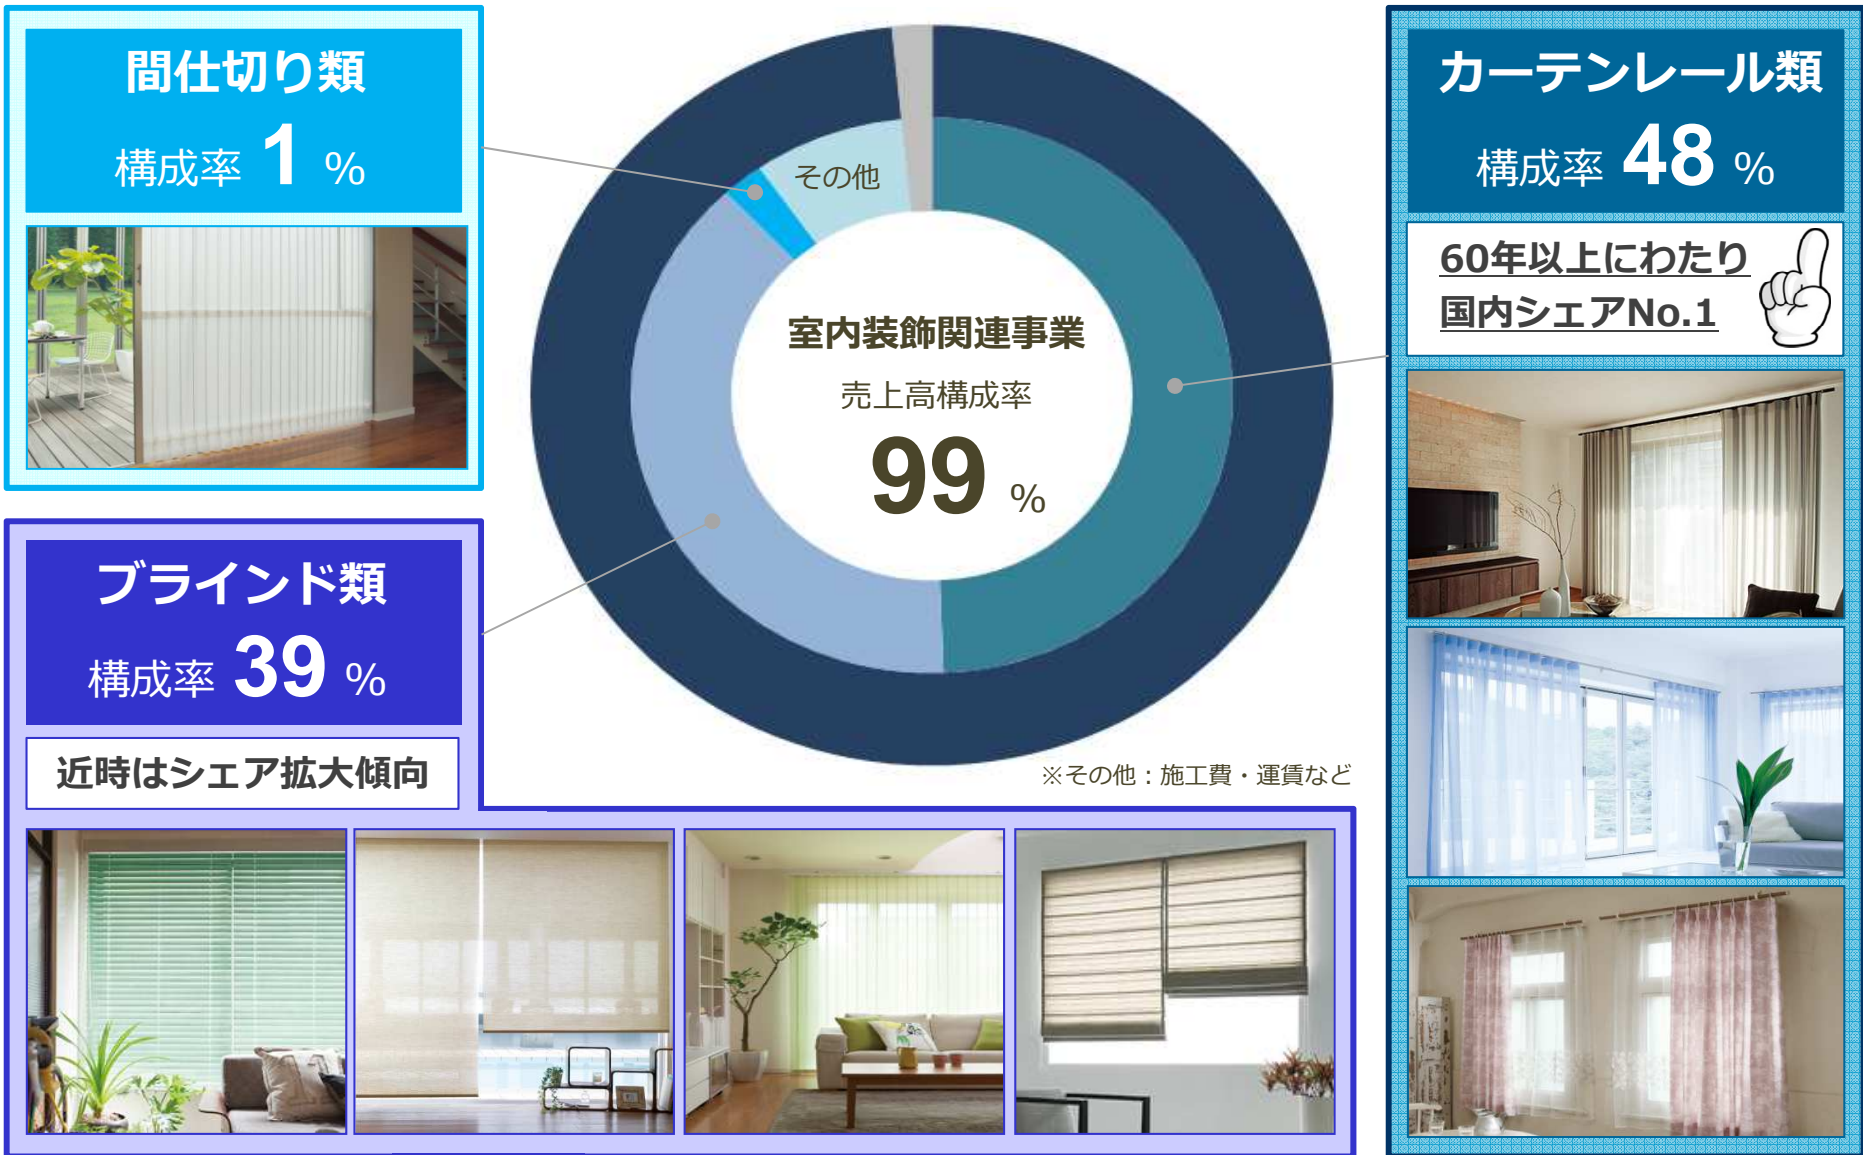 間仕切り類
構成率 1 %
その他
室内装飾関連事業
売上高構成率
99 %
カーテンレール類
構成率 48 %
60年以上にわたり
国内シェアNo.1
ブラインド類
構成率 39 %
近時はシェア拡大傾向
※その他：施工費・運賃など